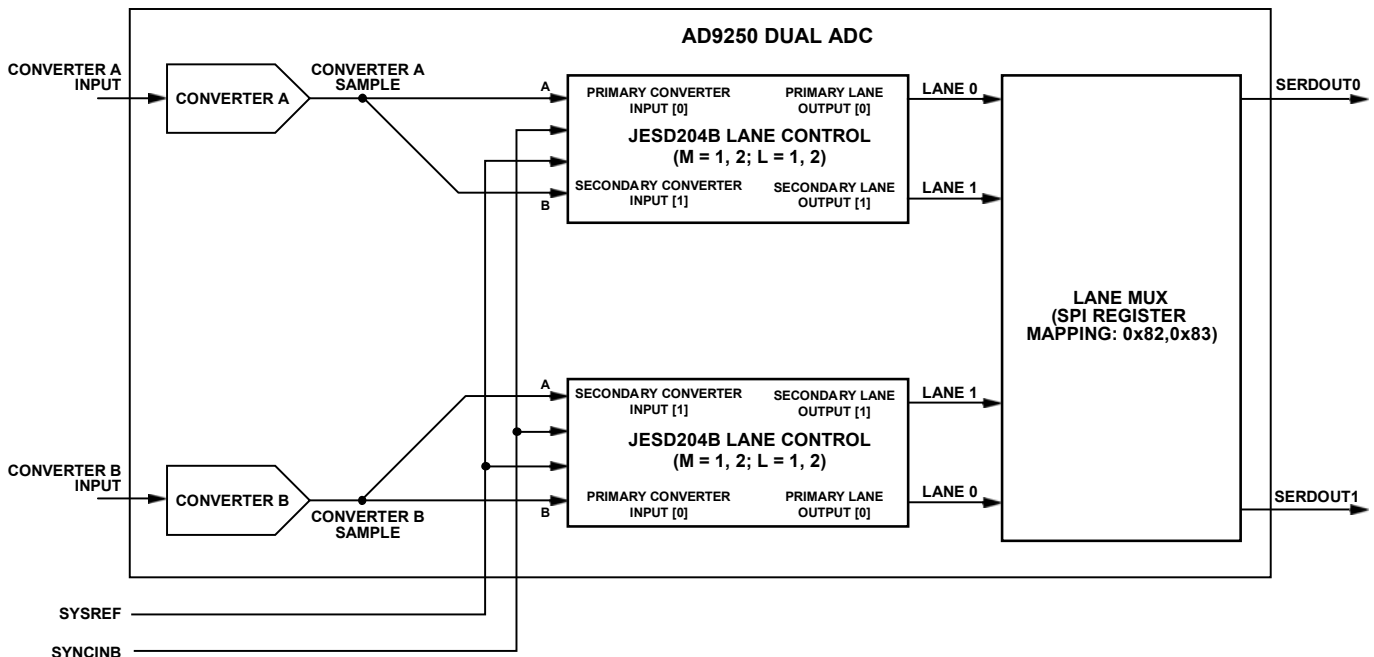 AD9250 DUAL ADC
CONVERTER A
INPUT
CONVERTER A
CONVERTER A
SAMPLE
A
B
PRIMARY CONVERTER
INPUT [0]
PRIMARY LANE
OUTPUT [0]
JESD204B LANE CONTROL
(M = 1, 2; L = 1, 2)
SECONDARY CONVERTER
INPUT [1]
SECONDARY LANE
OUTPUT [1]
LANE 0
LANE 1
SERDOUT0
LANE MUX
(SPI REGISTER
MAPPING: 0x82,0x83)
CONVERTER B
INPUT
CONVERTER B
CONVERTER B
SAMPLE
A
B
SECONDARY CONVERTER
INPUT [1]
SECONDARY LANE
OUTPUT [1]
JESD204B LANE CONTROL
(M = 1, 2; L = 1, 2)
PRIMARY CONVERTER
INPUT [0]
PRIMARY LANE
OUTPUT [0]
LANE 1
LANE 0
SERDOUT1
SYSREF
SYNCINB